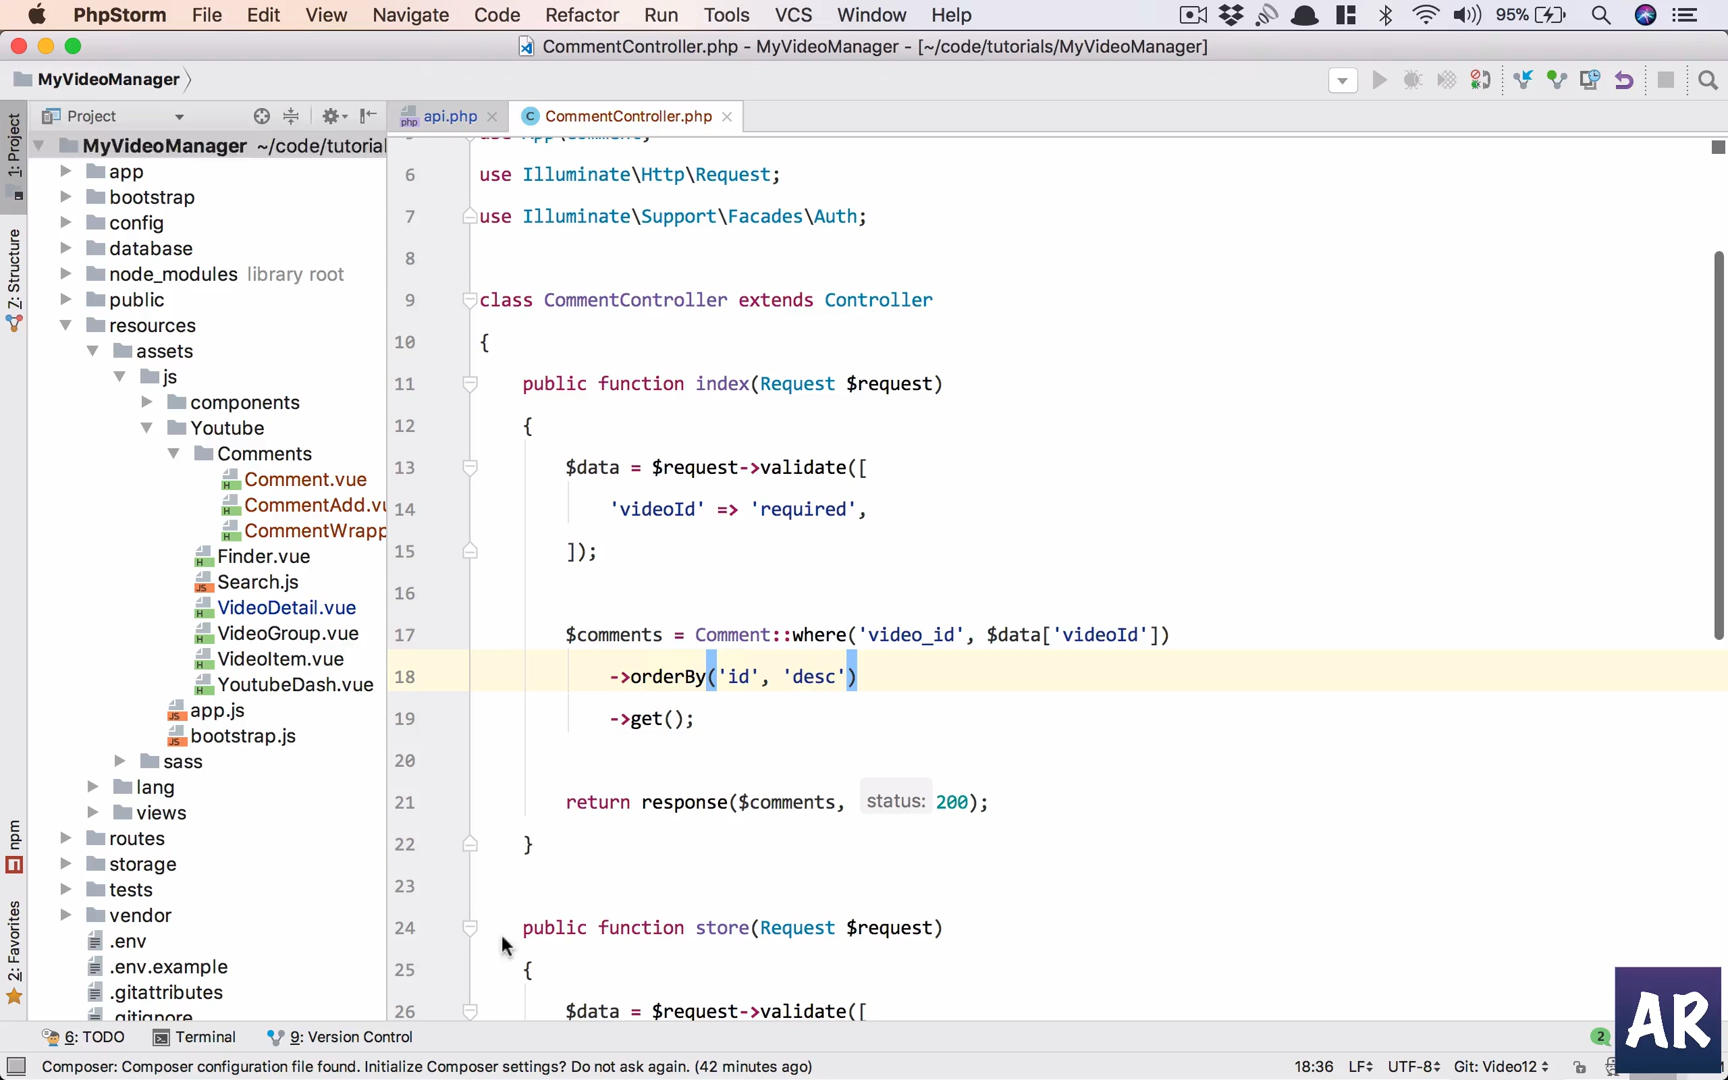 PhpStorm File Edit View Navigate Code Refactor Run Tools VCS Window Help 95%
CommentController.php - MyVideoManager - [~/code/tutorials/MyVideoManager]
MyVideoManager
Project
api.php
CommentController.php
1: Project
7: Structure
npm
2: Favorites
MyVideoManager ~/code/tutorial
app
bootstrap
config
database
node_modules library root
public
resources
assets
js
components
Youtube
Comments
Comment.vue
CommentAdd.vu
CommentWrapp
Finder.vue
Search.js
VideoDetail.vue
VideoGroup.vue
VideoItem.vue
YoutubeDash.vue
app.js
bootstrap.js
sass
lang
views
routes
storage
tests
vendor
.env
.env.example
.gitattributes
.gitignore
use App\Comment;
6 use Illuminate\Http\Request;
7 use Illuminate\Support\Facades\Auth;
8
9 class CommentController extends Controller
10 {
11 public function index(Request $request)
12 {
13 $data = $request->validate([
14 'videoId' => 'required',
15 ]);
16
17 $comments = Comment::where('video_id', $data['videoId'])
18 ->orderBy('id', 'desc')
19 ->get();
20
21 return response($comments, status: 200);
22 }
23
24 public function store(Request $request)
25 {
26 $data = $request->validate([
6: TODO Terminal 9: Version Control 2
Composer: Composer configuration file found. Initialize Composer settings? Do not ask again. (42 minutes ago) 18:36 LF UTF-8 Git: Video12
AR